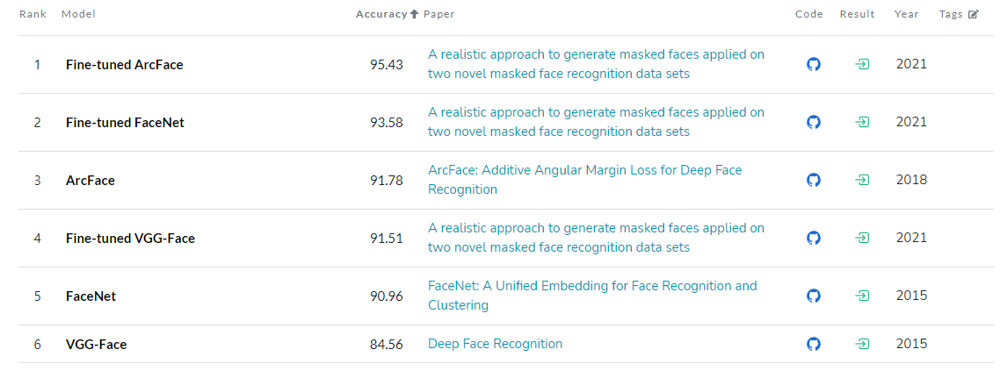 Rank Model Accuracy Paper Code Result Year Tags
1 Fine-tuned ArcFace 95.43 A realistic approach to generate masked faces applied on
two novel masked face recognition data sets 2021
2 Fine-tuned FaceNet 93.58 A realistic approach to generate masked faces applied on
two novel masked face recognition data sets 2021
3 ArcFace 91.78 ArcFace: Additive Angular Margin Loss for Deep Face
Recognition 2018
4 Fine-tuned VGG-Face 91.51 A realistic approach to generate masked faces applied on
two novel masked face recognition data sets 2021
5 FaceNet 90.96 FaceNet: A Unified Embedding for Face Recognition and
Clustering 2015
6 VGG-Face 84.56 Deep Face Recognition 2015